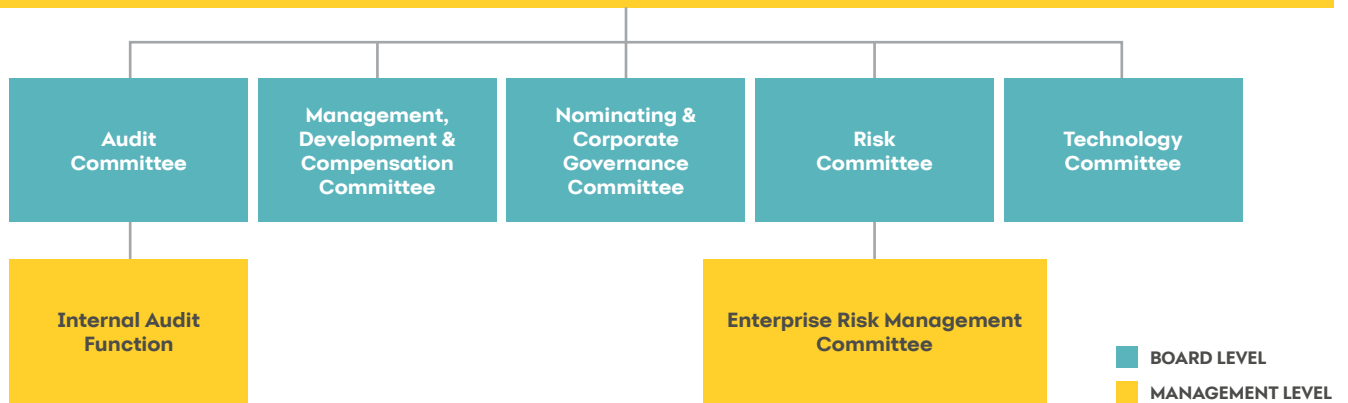 Audit
Committee
Management,
Development &
Compensation
Committee
Nominating &
Corporate
Governance
Committee
Risk
Committee
Technology
Committee
Internal Audit
Function
Enterprise Risk Management
Committee
BOARD LEVEL
MANAGEMENT LEVEL